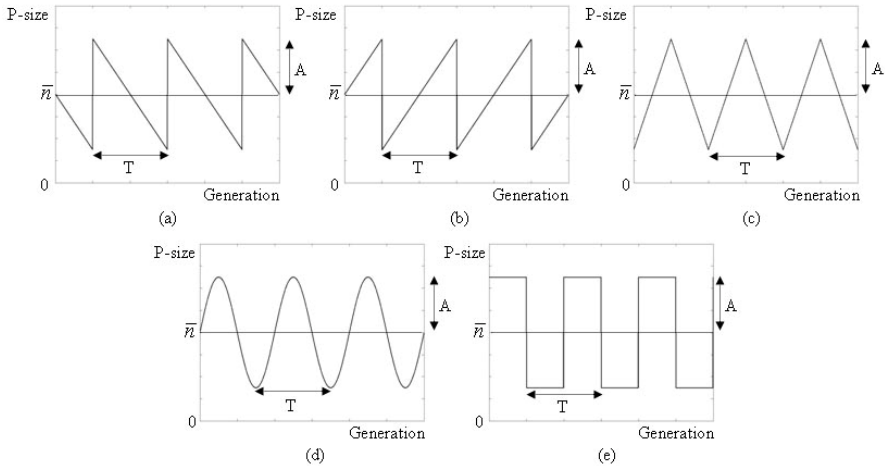 P-size
A
n̄
T
0
Generation
(a)
P-size
A
n̄
T
0
Generation
(b)
P-size
A
n̄
T
0
Generation
(c)
P-size
A
n̄
T
0
Generation
(d)
P-size
A
n̄
T
0
Generation
(e)